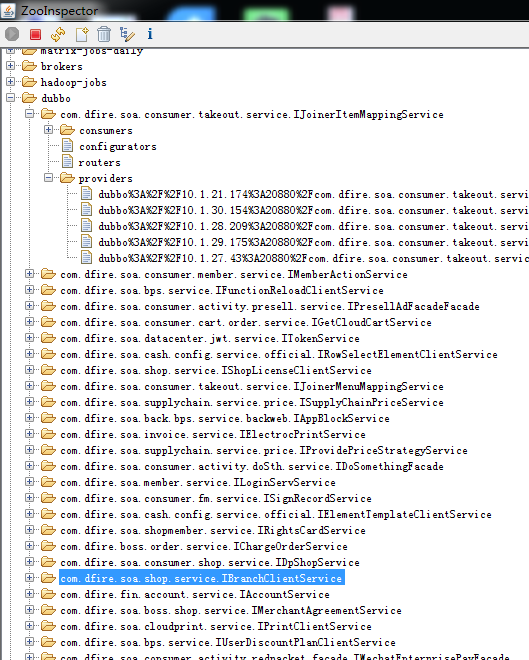 ZooInspector
matrix-jobs-daily
brokers
hadoop-jobs
dubbo
com.dfire.soa.consumer.takeout.service.IJoinerItemMappingService
consumers
configurators
routers
providers
dubbo%3A%2F%2F10.1.21.174%3A20880%2Fcom.dfire.soa.consumer.takeout.servi
dubbo%3A%2F%2F10.1.30.154%3A20880%2Fcom.dfire.soa.consumer.takeout.servi
dubbo%3A%2F%2F10.1.28.209%3A20880%2Fcom.dfire.soa.consumer.takeout.servi
dubbo%3A%2F%2F10.1.29.175%3A20880%2Fcom.dfire.soa.consumer.takeout.servi
dubbo%3A%2F%2F10.1.27.43%3A20880%2Fcom.dfire.soa.consumer.takeout.servic
com.dfire.soa.consumer.member.service.IMemberActionService
com.dfire.soa.bps.service.IFunctionReloadClientService
com.dfire.soa.consumer.activity.presell.service.IPresellAdFacadeFacade
com.dfire.soa.consumer.cart.order.service.IGetCloudCartService
com.dfire.soa.datacenter.jwt.service.ITokenService
com.dfire.soa.cash.config.service.official.IRowSelectElementClientService
com.dfire.soa.shop.service.IShopLicenseClientService
com.dfire.soa.consumer.takeout.service.IJoinerMenuMappingService
com.dfire.soa.supplychain.service.price.ISupplyChainPriceService
com.dfire.soa.back.bps.service.backweb.IAppBlockService
com.dfire.soa.invoice.service.IElectrocPrintService
com.dfire.soa.supplychain.service.price.IProvidePriceStrategyService
com.dfire.soa.consumer.activity.doSth.service.IDoSomethingFacade
com.dfire.soa.member.service.ILoginServService
com.dfire.soa.consumer.fm.service.ISignRecordService
com.dfire.soa.cash.config.service.official.IElementTemplateClientService
com.dfire.soa.shopmember.service.IRightsCardService
com.dfire.boss.order.service.IChargeOrderService
com.dfire.soa.consumer.shop.service.IDpShopService
com.dfire.soa.shop.service.IBranchClientService
com.dfire.fin.account.service.IAccountService
com.dfire.soa.boss.shop.service.IMerchantAgreementService
com.dfire.soa.cloudprint.service.IPrintClientService
com.dfire.soa.bps.service.IUserDiscountPlanClientService
com.dfire.soa.consumer.activity.redpacket.facade.IWechatEnterprisePayFacade